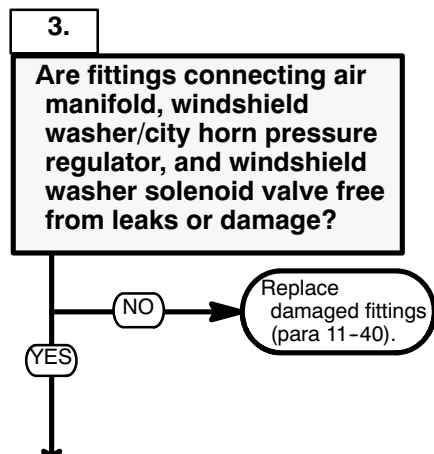 3.
Are fittings connecting air
manifold, windshield
washer/city horn pressure
regulator, and windshield
washer solenoid valve free
from leaks or damage?
NO
Replace
damaged fittings
(para 11-40).
YES